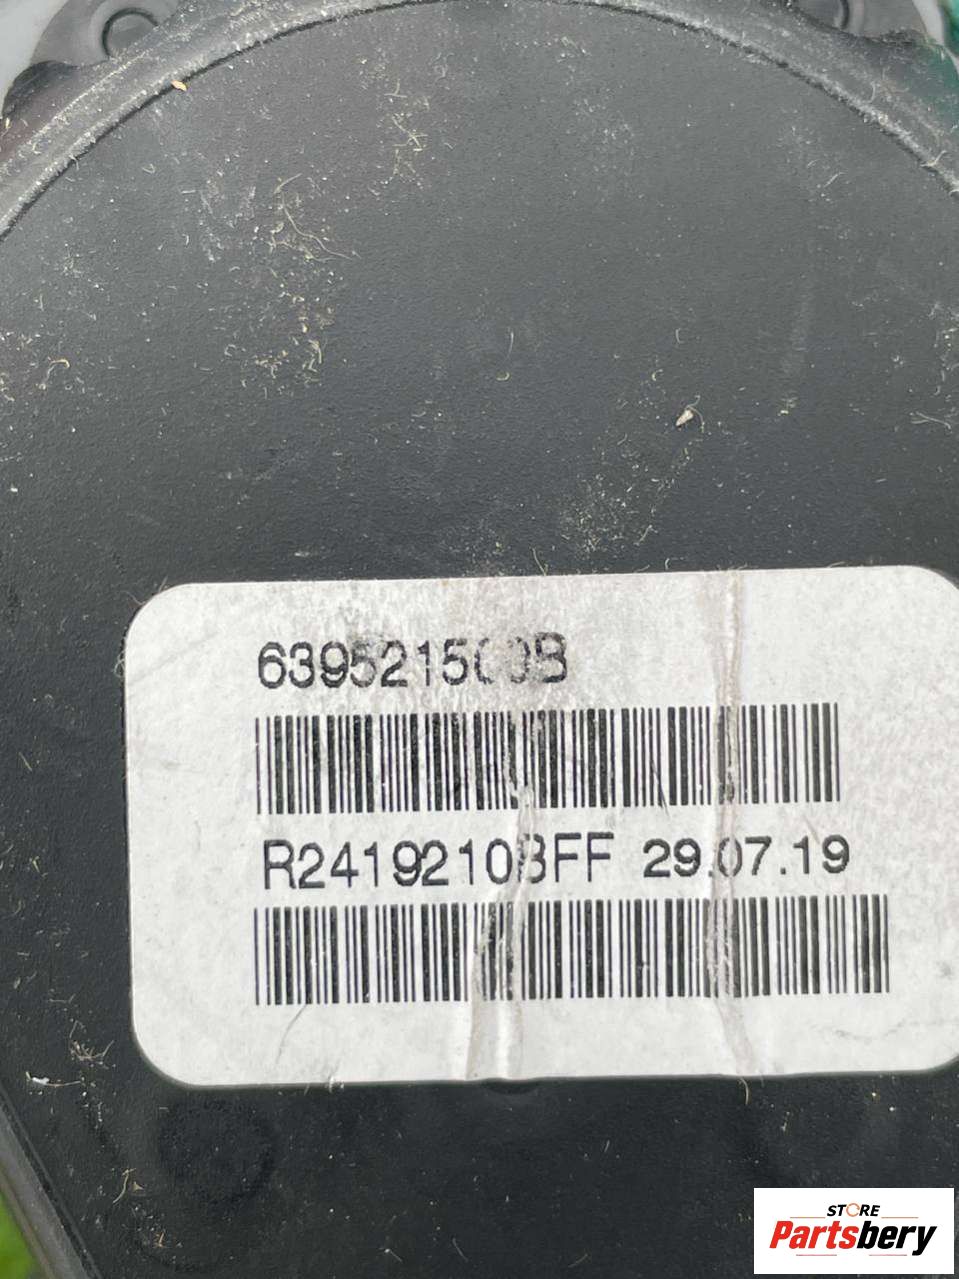 639521500B
R2419210BFF 29.07.19
STORE
Partsbery